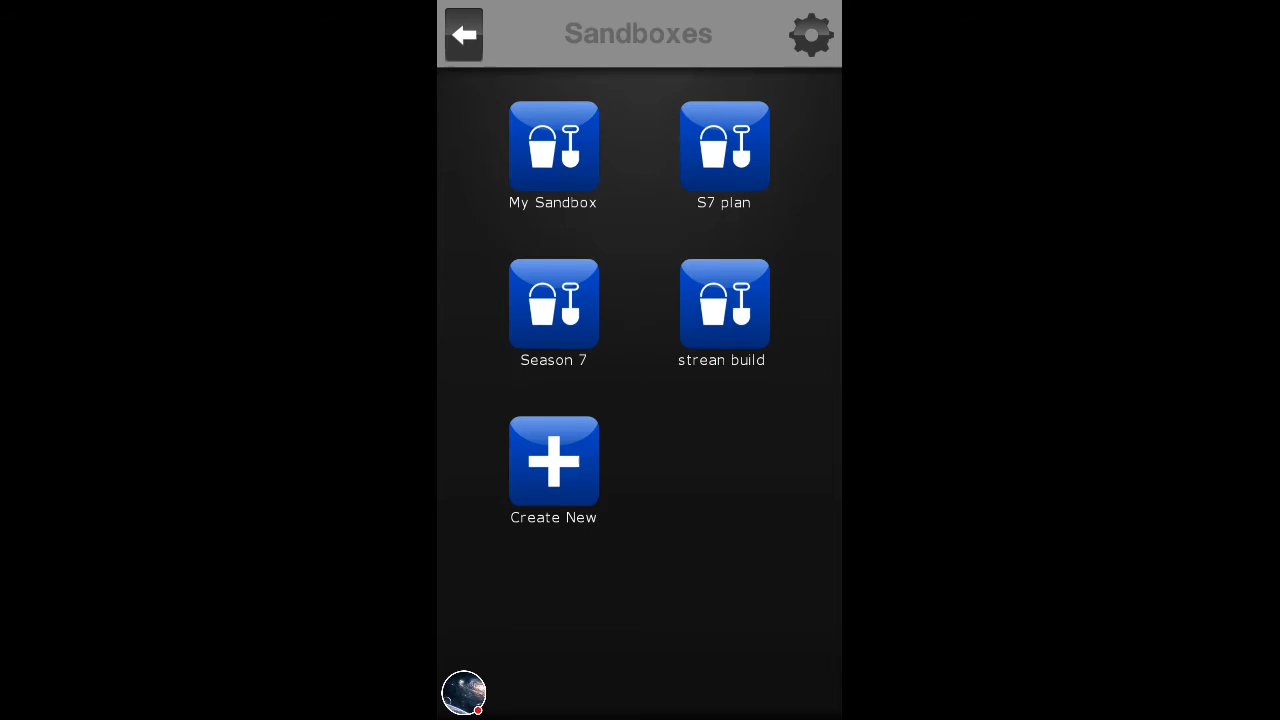 Sandboxes
My Sandbox
S7 plan
Season 7
strean build
Create New